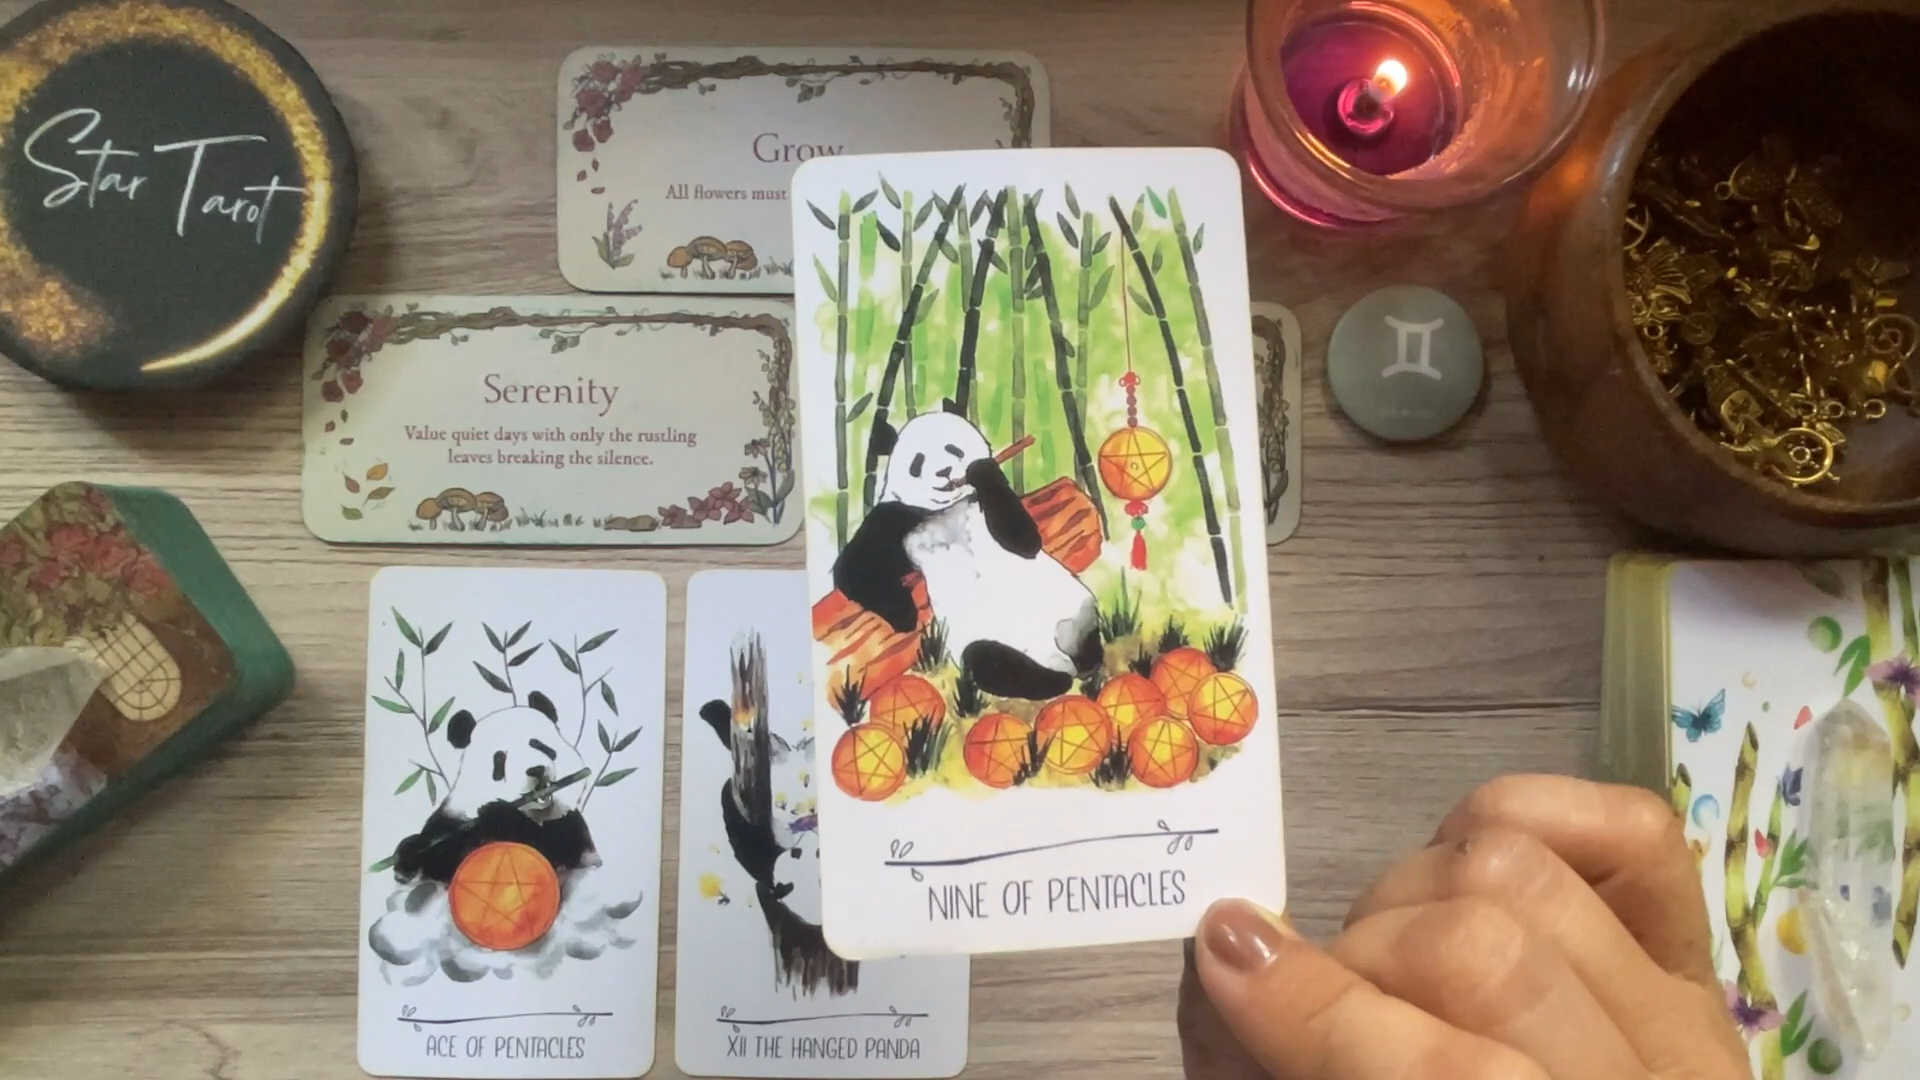 Star Tarot
Grow
All flowers must
Serenity
Value quiet days with only the rustling
leaves breaking the silence.
NINE OF PENTACLES
ACE OF PENTACLES
XII THE HANGED PANDA